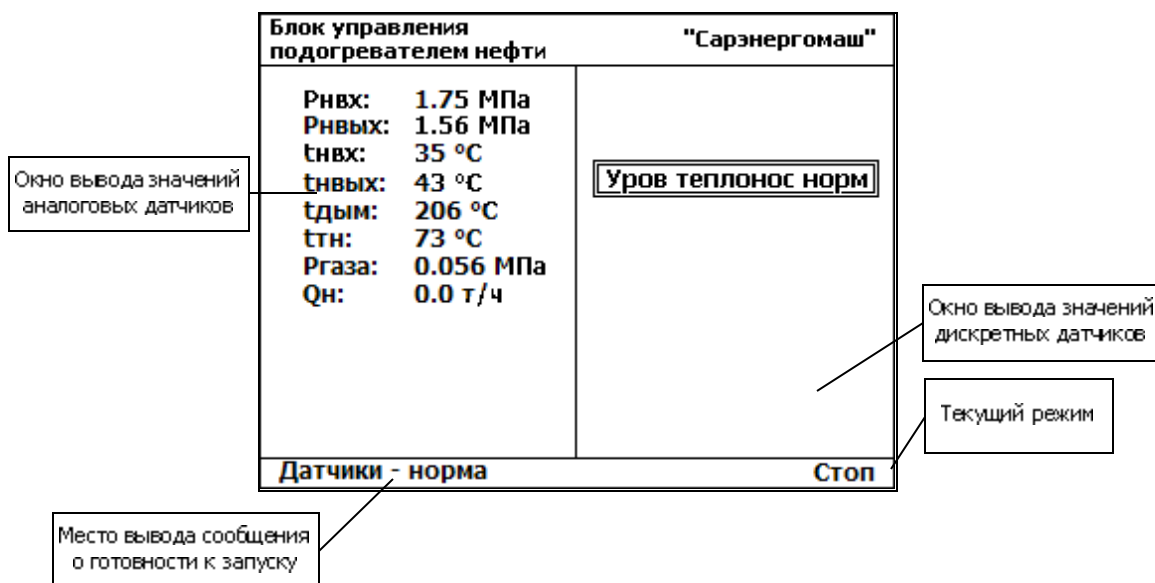 Блок управления
подогревателем нефти
"Сарэнергомаш"
Рнвх: 1.75 МПа
Рнвых: 1.56 МПа
tнвх: 35 °C
tнвых: 43 °C
tдым: 206 °C
tтн: 73 °C
Ргаза: 0.056 МПа
Qн: 0.0 т/ч
Уров теплонос норм
Датчики - норма
Стоп
Окно вывода значений
аналоговых датчиков
Окно вывода значений
дискретных датчиков
Текущий режим
Место вывода сообщения
о готовности к запуску